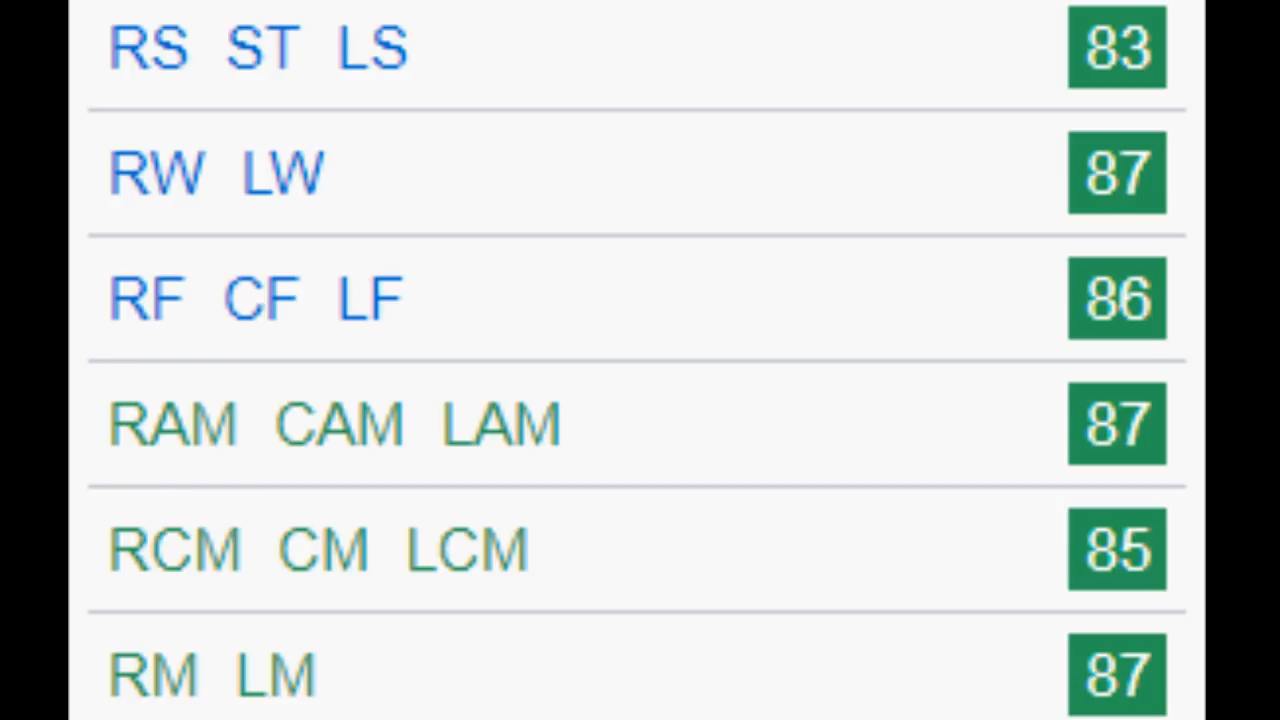 RS ST LS 83
RW LW 87
RF CF LF 86
RAM CAM LAM 87
RCM CM LCM 85
RM LM 87